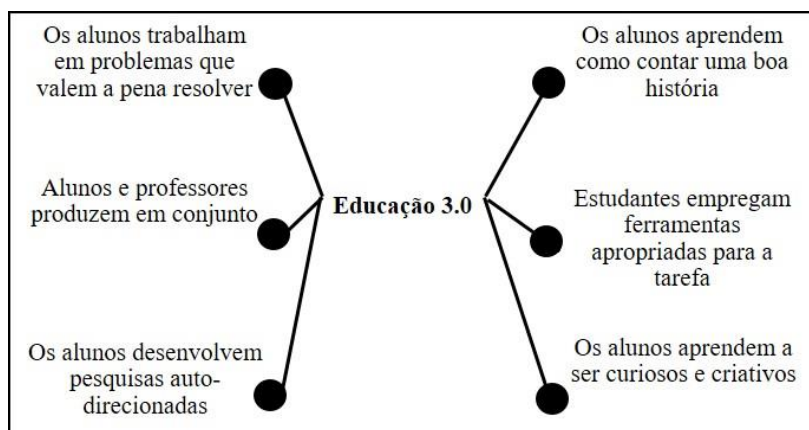 Os alunos trabalham
em problemas que
valem a pena resolver
Alunos e professores
produzem em conjunto
Os alunos desenvolvem
pesquisas auto-
direcionadas
Educação 3.0
Os alunos aprendem
como contar uma boa
história
Estudantes empregam
ferramentas
apropriadas para a
tarefa
Os alunos aprendem a
ser curiosos e criativos